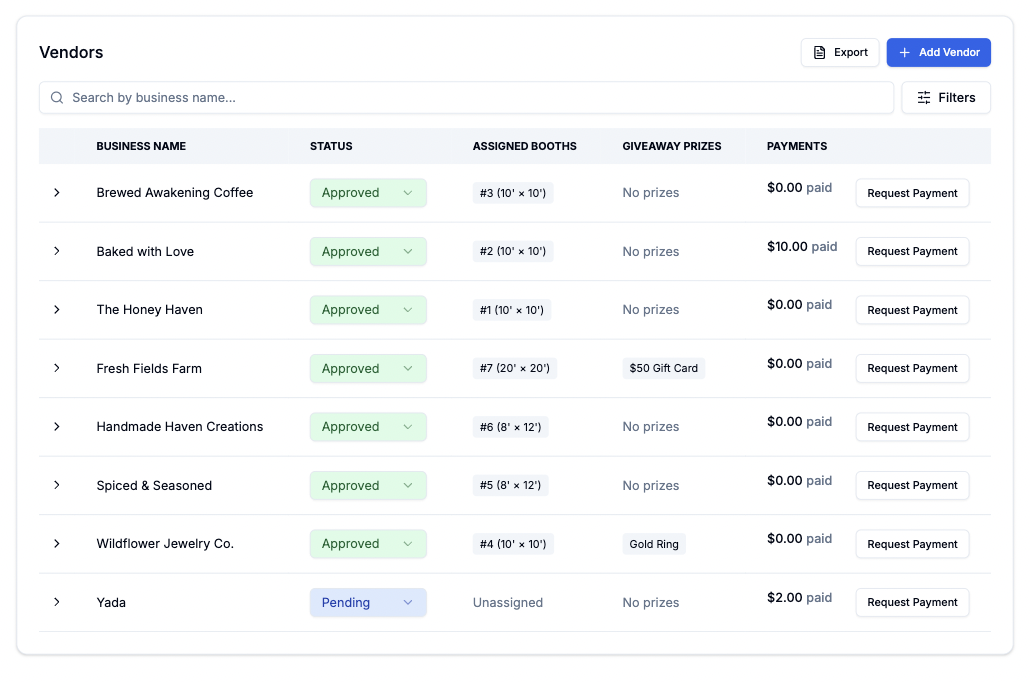 Vendors
Export
Add Vendor
Search by business name...
Filters
BUSINESS NAME STATUS ASSIGNED BOOTHS GIVEAWAY PRIZES PAYMENTS
Brewed Awakening Coffee Approved #3 (10' × 10') No prizes $0.00 paid Request Payment
Baked with Love Approved #2 (10' × 10') No prizes $10.00 paid Request Payment
The Honey Haven Approved #1 (10' × 10') No prizes $0.00 paid Request Payment
Fresh Fields Farm Approved #7 (20' × 20') $50 Gift Card $0.00 paid Request Payment
Handmade Haven Creations Approved #6 (8' × 12') No prizes $0.00 paid Request Payment
Spiced & Seasoned Approved #5 (8' × 12') No prizes $0.00 paid Request Payment
Wildflower Jewelry Co. Approved #4 (10' × 10') Gold Ring $0.00 paid Request Payment
Yada Pending Unassigned No prizes $2.00 paid Request Payment